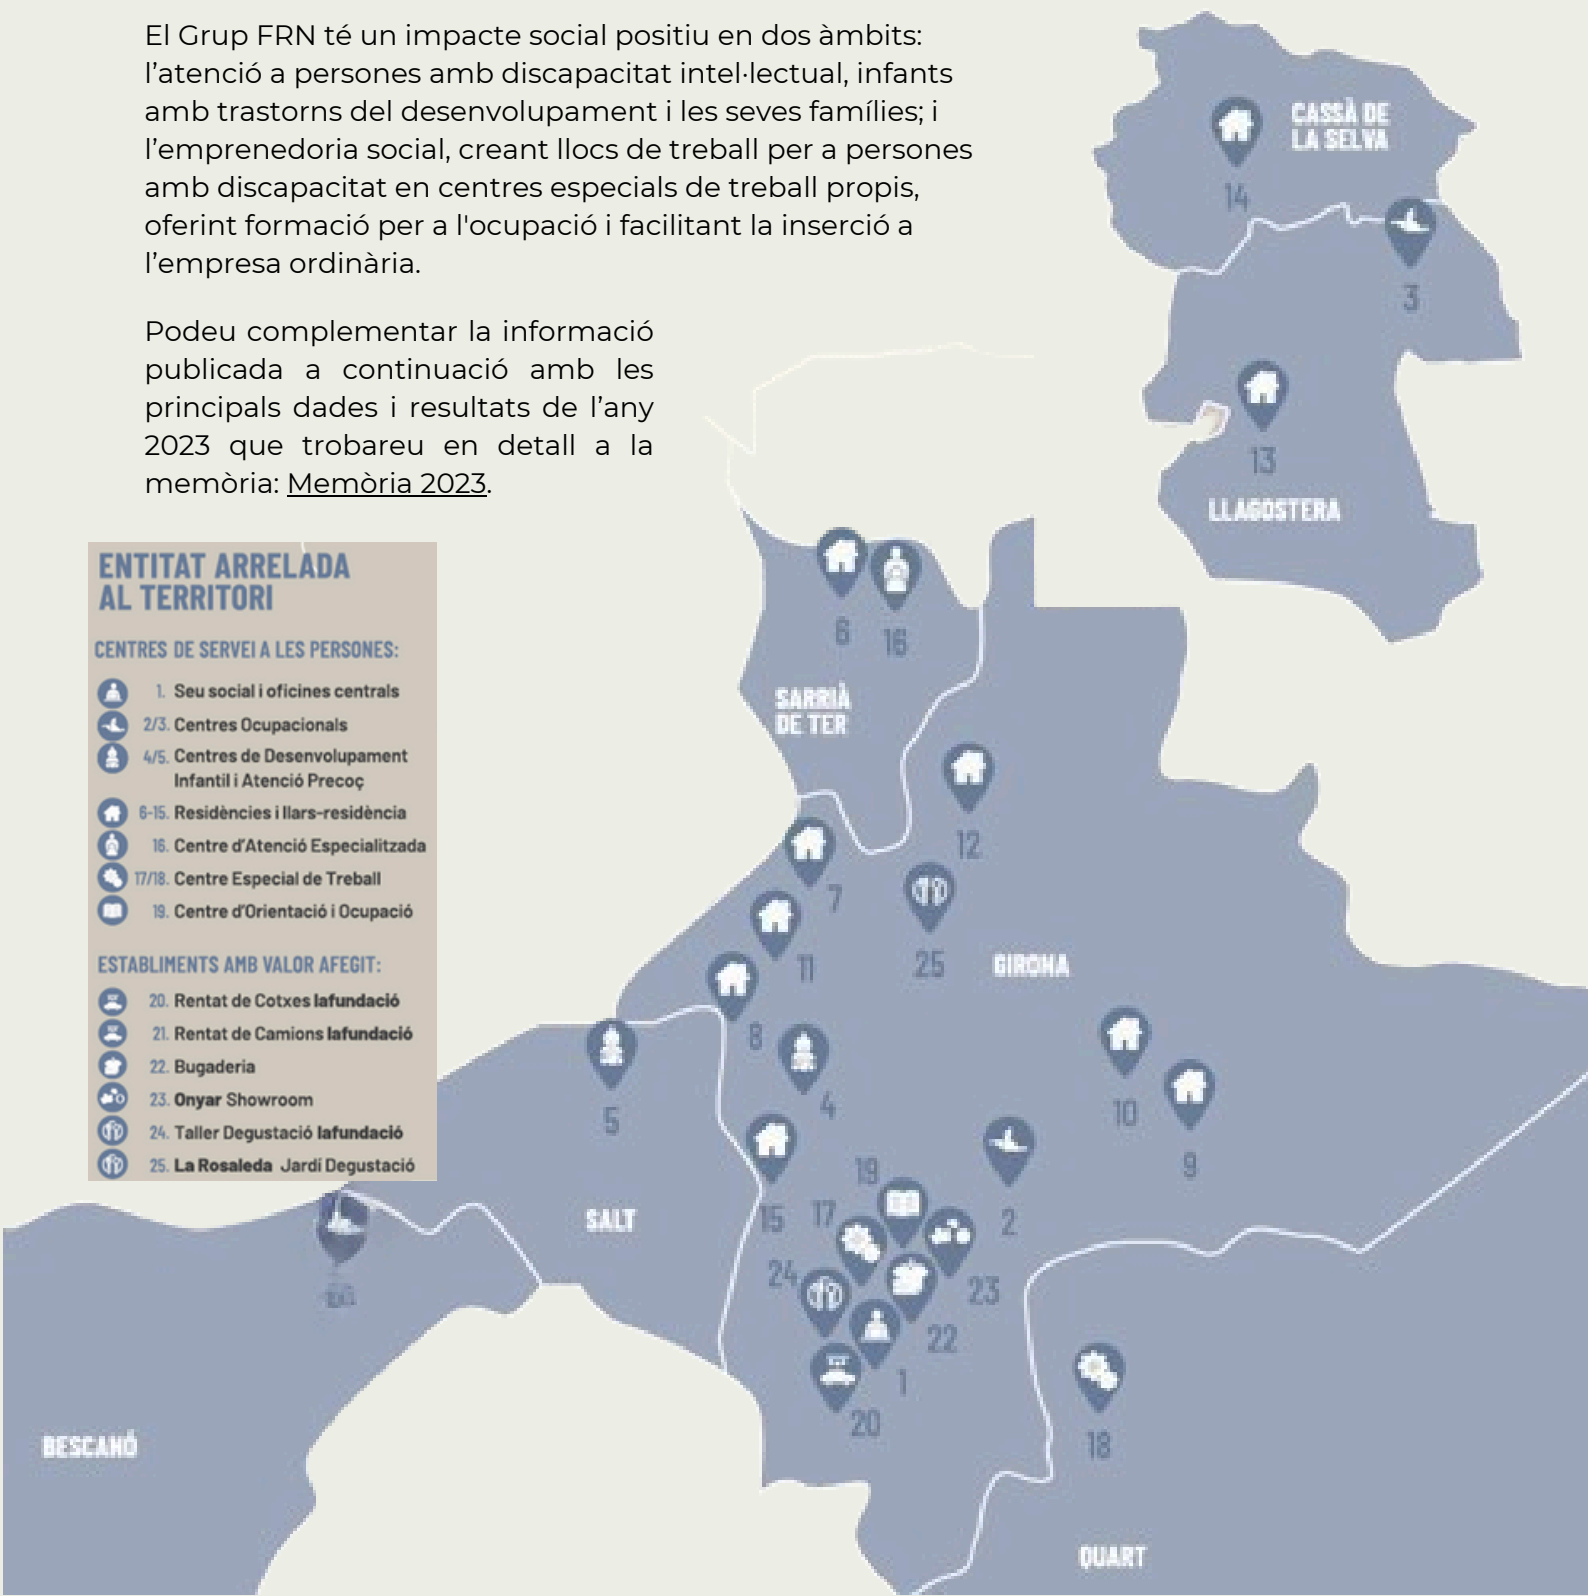 El Grup FRN té un impacte social positiu en dos àmbits:
l’atenció a persones amb discapacitat intel·lectual, infants
amb trastorns del desenvolupament i les seves famílies; i
l’emprenedoria social, creant llocs de treball per a persones
amb discapacitat en centres especials de treball propis,
oferint formació per a l'ocupació i facilitant la inserció a
l’empresa ordinària.
Podeu complementar la informació
publicada a continuació amb les
principals dades i resultats de l’any
2023 que trobareu en detall a la
memòria: Memòria 2023.
ENTITAT ARRELADA
AL TERRITORI
CENTRES DE SERVEI A LES PERSONES:
1. Seu social i oficines centrals
2/3. Centres Ocupacionals
4/5. Centres de Desenvolupament
Infantil i Atenció Precoç
6-15. Residències i llars-residència
16. Centre d’Atenció Especialitzada
17/18. Centre Especial de Treball
19. Centre d’Orientació i Ocupació
ESTABLIMENTS AMB VALOR AFEGIT:
20. Rentat de Cotxes lafundació
21. Rentat de Camions lafundació
22. Bugaderia
23. Onyar Showroom
24. Taller Degustació lafundació
25. La Rosaleda Jardí Degustació
CASSÀ DE
LA SELVA
14
3
13
LLAGOSTERA
6
16
SARRIÀ
DE TER
12
7
25
11
GIRONA
8
4
5
10
9
19
15
17
2
SALT
24
23
22
1
20
18
BESCANÓ
QUART